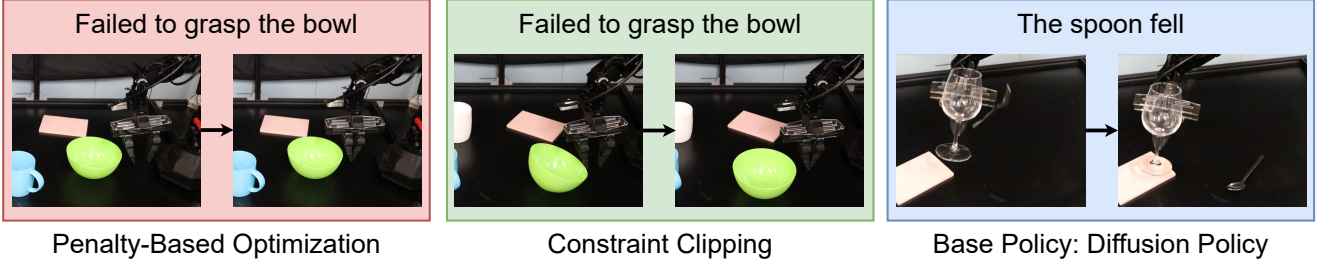 Failed to grasp the bowl
Failed to grasp the bowl
The spoon fell
Penalty-Based Optimization
Constraint Clipping
Base Policy: Diffusion Policy